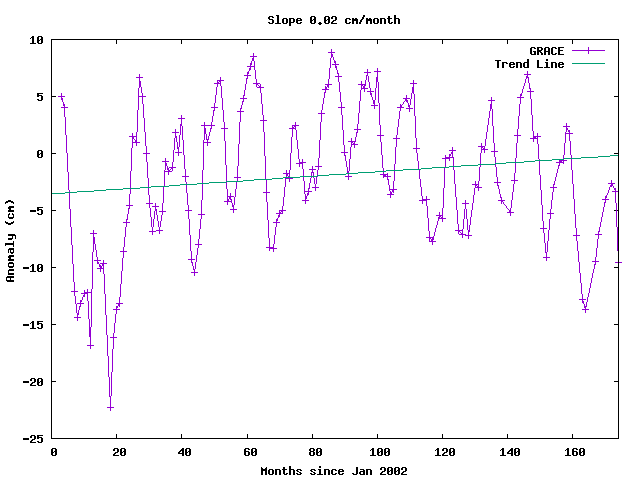 Slope 0.02 cm/month
10
5
0
-5
-10
-15
-20
-25
Anomaly (cm)
GRACE
Trend Line
0 20 40 60 80 100 120 140 160
Months since Jan 2002